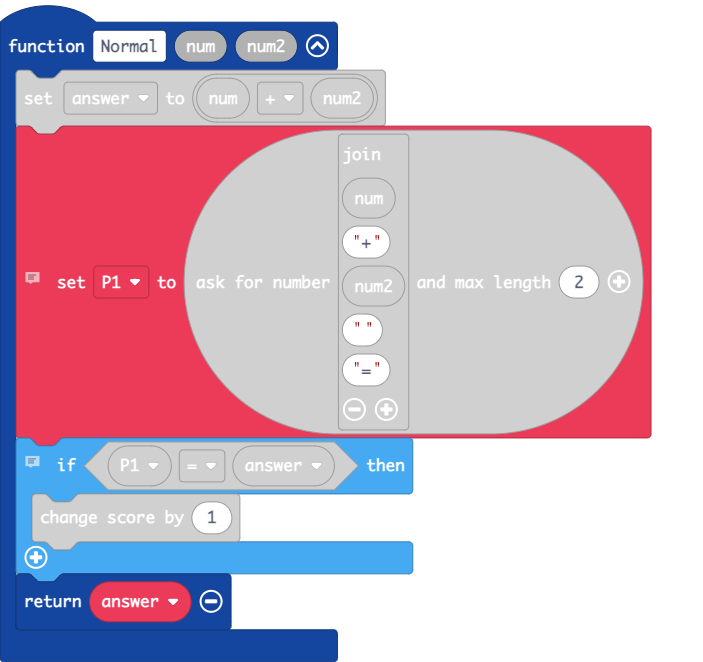 function Normal num num2
set answer to num + num2
join
num
"+"
set P1 to ask for number num2 and max length 2
" "
"="
if P1 = answer then
change score by 1
return answer